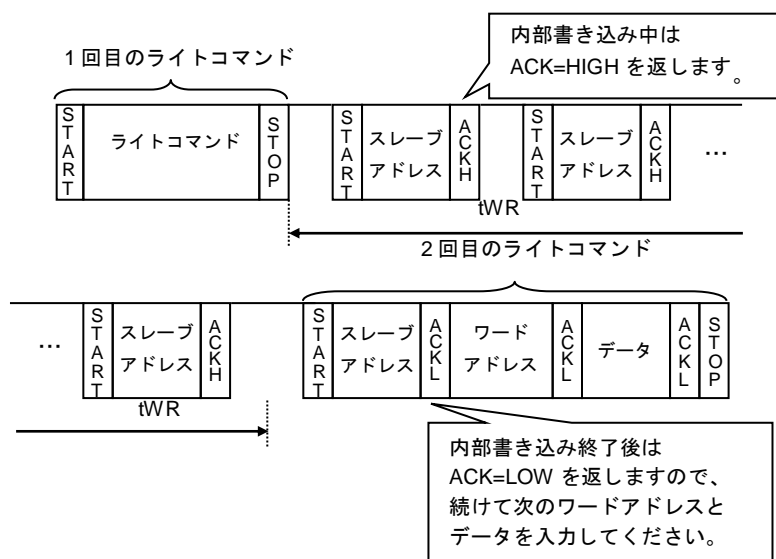 内部書き込み中は
ACK=HIGH を返します。
1 回目のライトコマンド
START
ライトコマンド
STOP
START
スレーブ
アドレス
ACKH
START
スレーブ
アドレス
ACKH
…
tWR
2 回目のライトコマンド
…
START
スレーブ
アドレス
ACKH
START
スレーブ
アドレス
ACKL
ワード
アドレス
ACKL
データ
ACKL
STOP
tWR
内部書き込み終了後は
ACK=LOW を返しますので、
続けて次のワードアドレスと
データを入力してください。